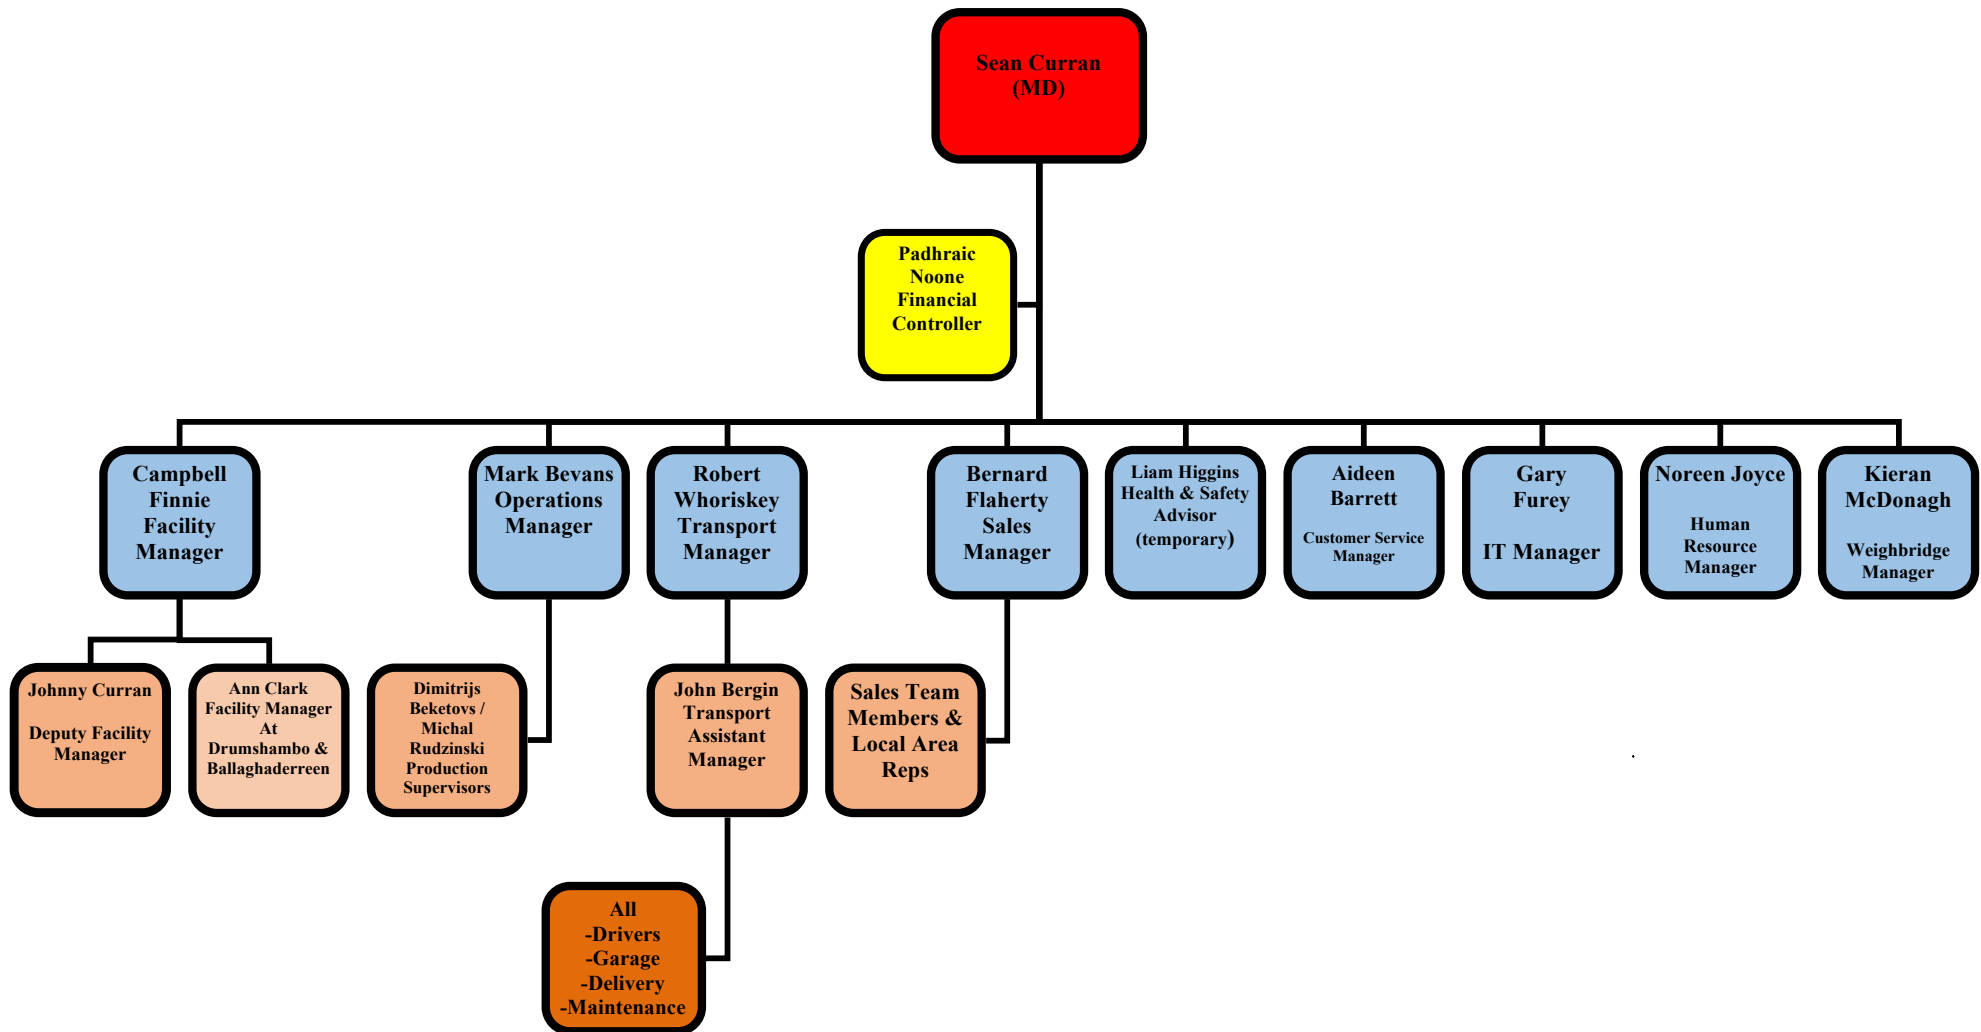 Sean Curran
(MD)
Padhraic
Noone
Financial
Controller
Campbell
Finnie
Facility
Manager
Mark Bevans
Operations
Manager
Robert
Whoriskey
Transport
Manager
Bernard
Flaherty
Sales
Manager
Liam Higgins
Health & Safety
Advisor
(temporary)
Aideen
Barrett
Customer Service
Manager
Gary
Furey
IT Manager
Noreen Joyce
Human
Resource
Manager
Kieran
McDonagh
Weighbridge
Manager
Johnny Curran
Deputy Facility
Manager
Ann Clark
Facility Manager
At
Drumshambo &
Ballaghaderreen
Dimitrijs
Beketovs /
Michal
Rudzinski
Production
Supervisors
John Bergin
Transport
Assistant
Manager
Sales Team
Members &
Local Area
Reps
.
All
-Drivers
-Garage
-Delivery
-Maintenance